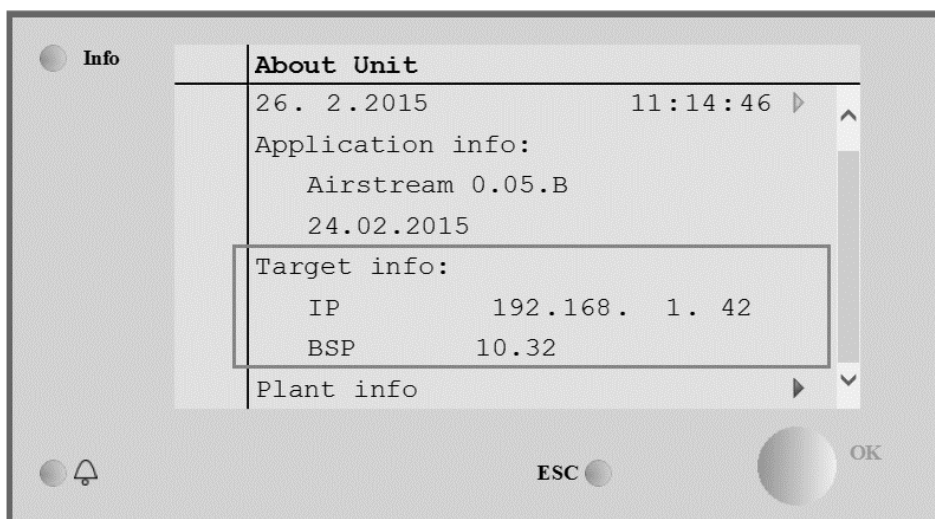 Info
About Unit
26. 2.2015 11:14:46
Application info:
Airstream 0.05.B
24.02.2015
Target info:
IP 192.168. 1. 42
BSP 10.32
Plant info
OK
ESC